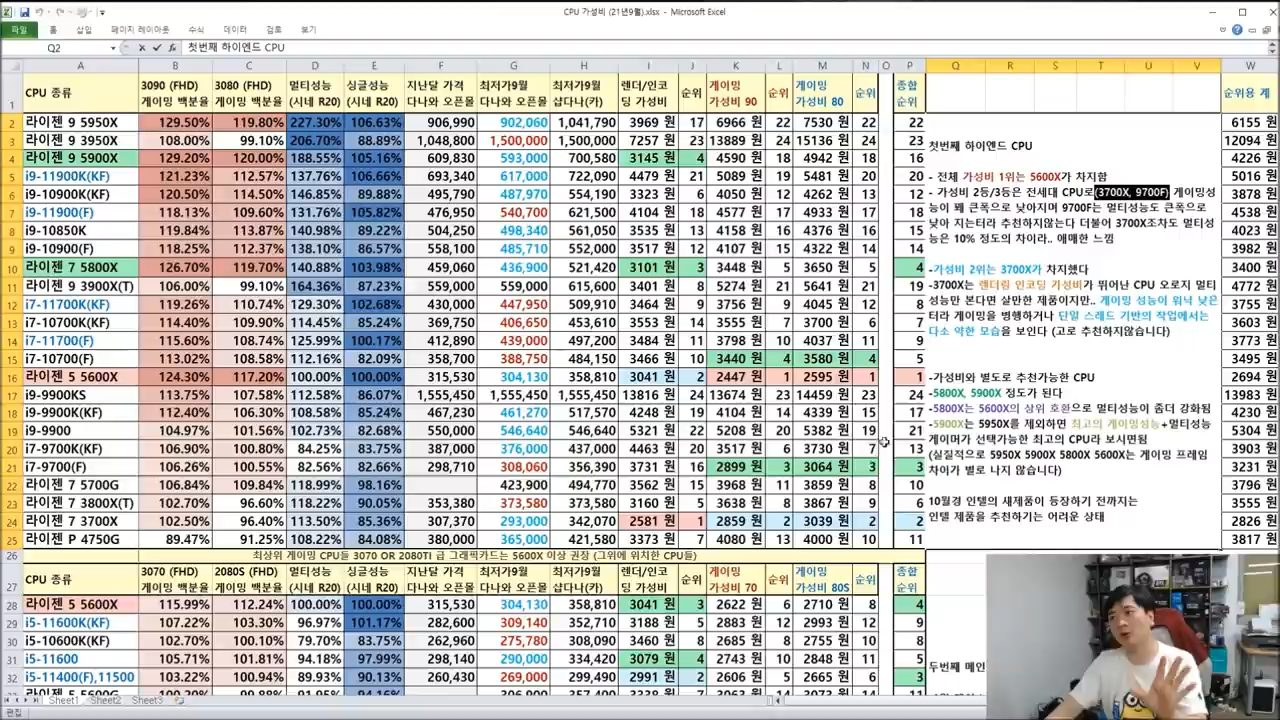 CPU 가성비 (21년9월).xlsx - Microsoft Excel
파일 홈 삽입 페이지 레이아웃 수식 데이터 검토 보기
Q2 첫번째 하이엔드 CPU
A B C D E F G H I J K L M N O P Q R S T U V W
1 CPU 종류 3090 (FHD) 게이밍 백분율 3080 (FHD) 게이밍 백분율 멀티성능 (시네 R20) 싱글성능 (시네 R20) 지난달 가격 다나와 오픈몰 최저가9월 다나와 오픈몰 최저가9월 샵다나(카) 렌더/인코딩 가성비 순위 게이밍 가성비 90 순위 게이밍 가성비 80 순위 종합 순위 순위용 계
2 라이젠 9 5950X 129.50% 119.80% 227.30% 106.63% 906,990 902,060 1,041,790 3969 원 17 6966 원 22 7530 원 22 22 6155 원
3 라이젠 9 3950X 108.00% 99.10% 206.70% 88.89% 1,048,800 1,500,000 1,500,000 7257 원 23 13889 원 24 15136 원 24 23 12094 원
4 라이젠 9 5900X 129.20% 120.00% 188.55% 105.16% 609,830 593,000 700,580 3145 원 4 4590 원 18 4942 원 18 16 4226 원
5 i9-11900K(KF) 121.23% 112.57% 137.76% 106.66% 693,340 617,000 722,090 4479 원 21 5089 원 19 5481 원 20 20 5016 원
6 i9-10900K(KF) 120.50% 114.50% 146.85% 89.88% 495,790 487,970 554,190 3323 원 6 4050 원 12 4262 원 13 12 3878 원
7 i9-11900(F) 118.13% 109.60% 131.76% 105.82% 476,950 540,700 621,500 4104 원 18 4577 원 17 4933 원 17 18 4538 원
8 i9-10850K 119.84% 113.87% 140.98% 89.22% 504,250 498,340 561,050 3535 원 13 4158 원 16 4376 원 16 15 4023 원
9 i9-10900(F) 118.25% 112.37% 138.10% 86.57% 508,100 485,710 552,000 3517 원 12 4107 원 15 4322 원 14 14 3982 원
10 라이젠 7 5800X 126.70% 119.70% 140.88% 103.98% 459,060 436,900 521,420 3101 원 3 3448 원 5 3650 원 5 4 3400 원
11 라이젠 9 3900X(T) 106.00% 99.10% 164.36% 87.23% 559,000 559,000 615,600 3401 원 8 5274 원 21 5641 원 21 19 4772 원
12 i7-11700K(KF) 119.26% 110.74% 129.30% 102.68% 430,000 447,950 510,910 3464 원 9 3756 원 9 4045 원 12 8 3755 원
13 i7-10700K(KF) 114.40% 109.90% 114.45% 85.24% 369,750 406,650 453,610 3553 원 14 3555 원 7 3700 원 6 7 3603 원
14 i7-11700(F) 115.60% 108.74% 125.99% 100.17% 412,890 439,000 497,200 3484 원 11 3798 원 10 4037 원 11 9 3773 원
15 i7-10700(F) 113.02% 108.58% 112.16% 82.09% 358,700 388,750 484,150 3466 원 10 3440 원 4 3580 원 4 5 3495 원
16 라이젠 5 5600X 124.30% 117.20% 100.00% 100.00% 315,530 304,130 358,810 3041 원 2 2447 원 1 2595 원 1 1 2694 원
17 i9-9900KS 113.75% 107.58% 112.58% 86.07% 1,555,450 1,555,450 1,555,450 13816 원 24 13674 원 23 14459 원 23 24 13983 원
18 i9-9900K(KF) 112.40% 106.30% 108.58% 85.24% 467,230 461,270 517,570 4248 원 19 4104 원 14 4339 원 15 17 4230 원
19 i9-9900 104.97% 101.56% 102.73% 82.68% 550,000 546,640 546,640 5321 원 22 5208 원 20 5382 원 19 21 5304 원
20 i7-9700K(KF) 106.90% 100.80% 84.25% 83.75% 387,000 376,000 437,000 4463 원 20 3517 원 6 3730 원 7 13 3903 원
21 i7-9700(F) 106.26% 100.55% 82.56% 82.66% 298,710 308,060 356,390 3731 원 16 2899 원 3 3064 원 3 3 3231 원
22 라이젠 7 5700G 106.84% 109.84% 118.99% 98.16% 423,900 494,770 3562 원 15 3968 원 11 3859 원 8 10 3796 원
23 라이젠 7 3800X(T) 102.70% 96.60% 118.22% 90.05% 353,380 373,580 373,580 3160 원 5 3638 원 8 3867 원 9 6 3555 원
24 라이젠 7 3700X 102.50% 96.40% 113.50% 85.36% 307,370 293,000 342,070 2581 원 1 2859 원 2 3039 원 2 2 2826 원
25 라이젠 P 4750G 89.47% 91.25% 108.22% 84.08% 376,140 365,000 421,380 3373 원 7 4080 원 13 4000 원 10 11 3817 원
첫번째 하이엔드 CPU
- 전체 가성비 1위는 5600X가 차지함
- 가성비 2등/3등은 전세대 CPU로(3700X, 9700F) 게이밍성
능이 꽤 큰폭으로 낮아지며 9700F는 멀티성능도 큰폭으로
낮아 지는터라 추천하지않는다 더불어 3700X조차도 멀티성
능은 10% 정도의 차이라.. 애매한 느낌
-가성비 2위는 3700X가 차지했다
-3700X는 렌더링 인코딩 가성비가 뛰어난 CPU 오로지 멀티
성능만 본다면 살만한 제품이지만.. 게이밍 성능이 워낙 낮은
터라 게이밍을 병행하거나 단일 스레드 기반의 작업에서는
다소 약한 모습을 보인다 (고로 추천하지않습니다)
-가성비와 별도로 추천가능한 CPU
-5800X, 5900X 정도가 된다
-5800X는 5600X의 상위 호환으로 멀티성능이 좀더 강화됨
-5900X는 5950X를 제외하면 최고의 게이밍성능+멀티성능
게이머가 선택가능한 최고의 CPU라 보시면됨
(실질적으로 5950X 5900X 5800X 5600X는 게이밍 프레임
차이가 별로 나지 않습니다)
10월경 인텔의 새제품이 등장하기 전까지는
인텔 제품을 추천하기는 어려운 상태
26 최상위 게이밍 CPU들 3070 OR 2080TI 급 그래픽카드는 5600X 이상 권장 (그위에 위치한 CPU들)
27 CPU 종류 3070 (FHD) 게이밍 백분율 2080S (FHD) 게이밍 백분율 멀티성능 (시네 R20) 싱글성능 (시네 R20) 지난달 가격 다나와 오픈몰 최저가9월 다나와 오픈몰 최저가9월 샵다나(카) 렌더/인코딩 가성비 순위 게이밍 가성비 70 순위 게이밍 가성비 80S 순위 종합 순위
28 라이젠 5 5600X 115.99% 112.24% 100.00% 100.00% 315,530 304,130 358,810 3041 원 3 2622 원 6 2710 원 8 4
29 i5-11600K(KF) 107.22% 103.30% 96.97% 101.17% 282,600 309,140 352,710 3188 원 5 2883 원 12 2993 원 12 9
30 i5-10600K(KF) 102.70% 100.10% 79.70% 83.75% 262,960 275,780 308,090 3460 원 8 2685 원 8 2755 원 10 8
31 i5-11600 105.71% 101.81% 94.18% 97.99% 298,140 290,000 334,420 3079 원 4 2743 원 10 2848 원 11 5
32 i5-11400(F),11500 103.22% 100.94% 89.93% 90.13% 260,430 269,000 299,490 2991 원 2 2606 원 5 2665 원 6 3
두번째 메인
Sheet1 Sheet2 Sheet3
편집